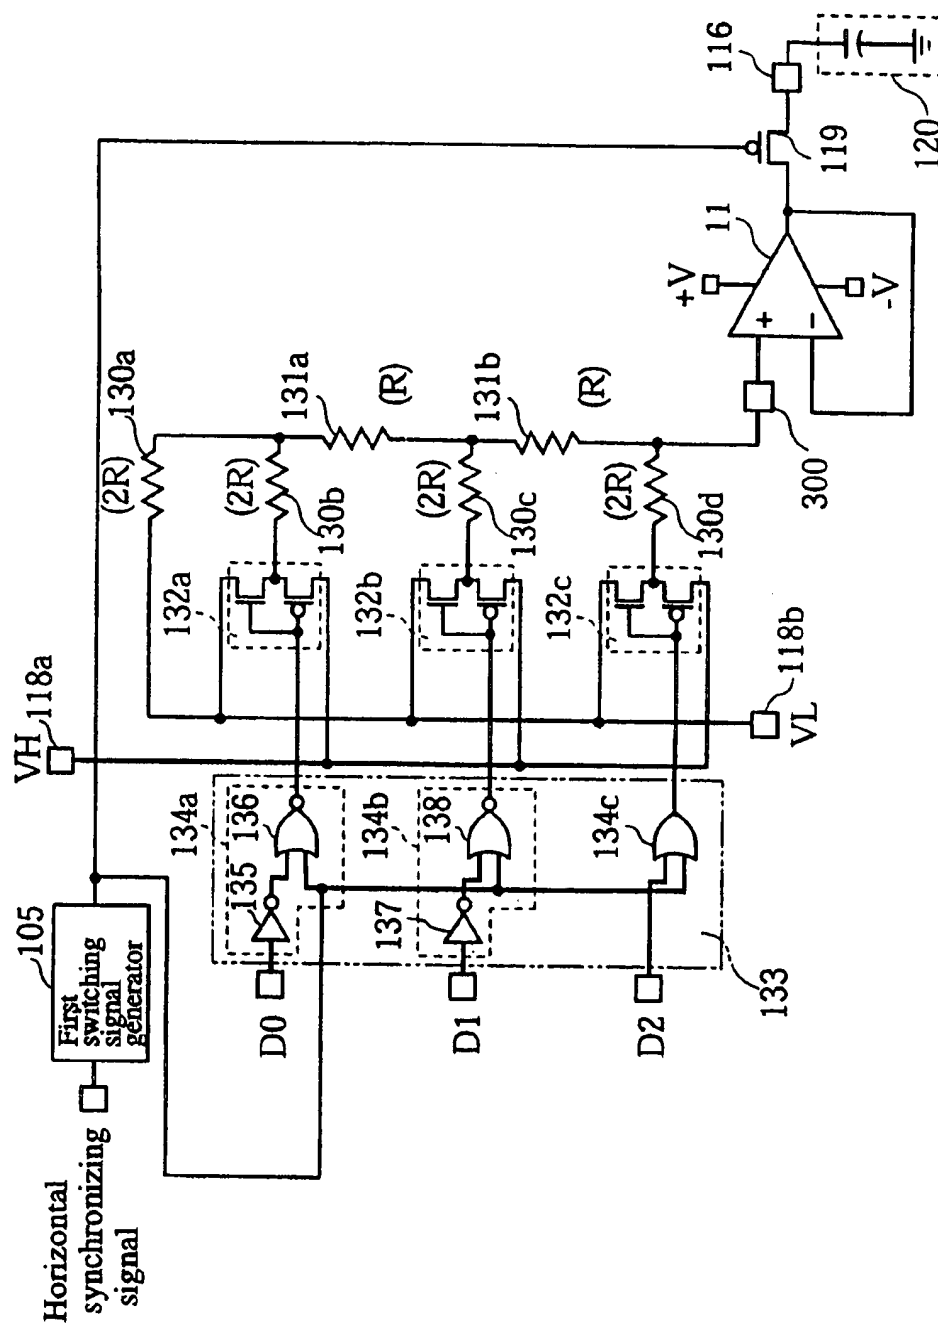 Horizontal
synchronizing
signal
105
First
switching
signal
generator
VH
118a
D0
D1
D2
133
134a
135
136
134b
137
138
134c
132a
132b
132c
VL
118b
130a
(2R)
(2R)
130b
131a
(R)
(2R)
130c
131b
(R)
(2R)
130d
300
+
−
11
+V
-V
119
116
120